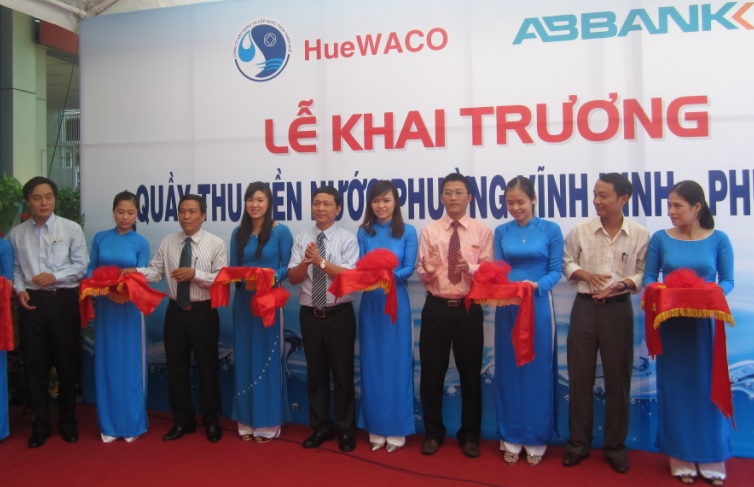 HueWACO
ABBANK
LỄ KHAI TRƯƠNG
QUẦY THU TIỀN NƯỚC PHƯỜNG VĨNH NINH - PH